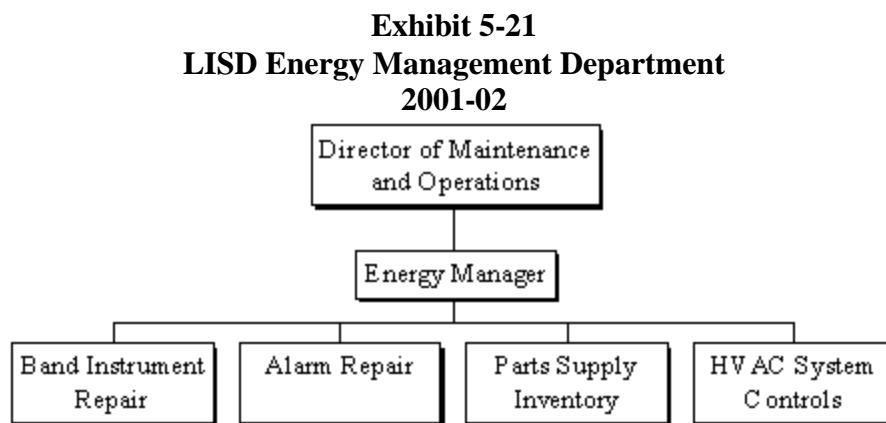 Exhibit 5-21
LISD Energy Management Department
2001-02
Director of Maintenance
and Operations
Energy Manager
Band Instrument
Repair
Alarm Repair
Parts Supply
Inventory
HVAC System
Controls